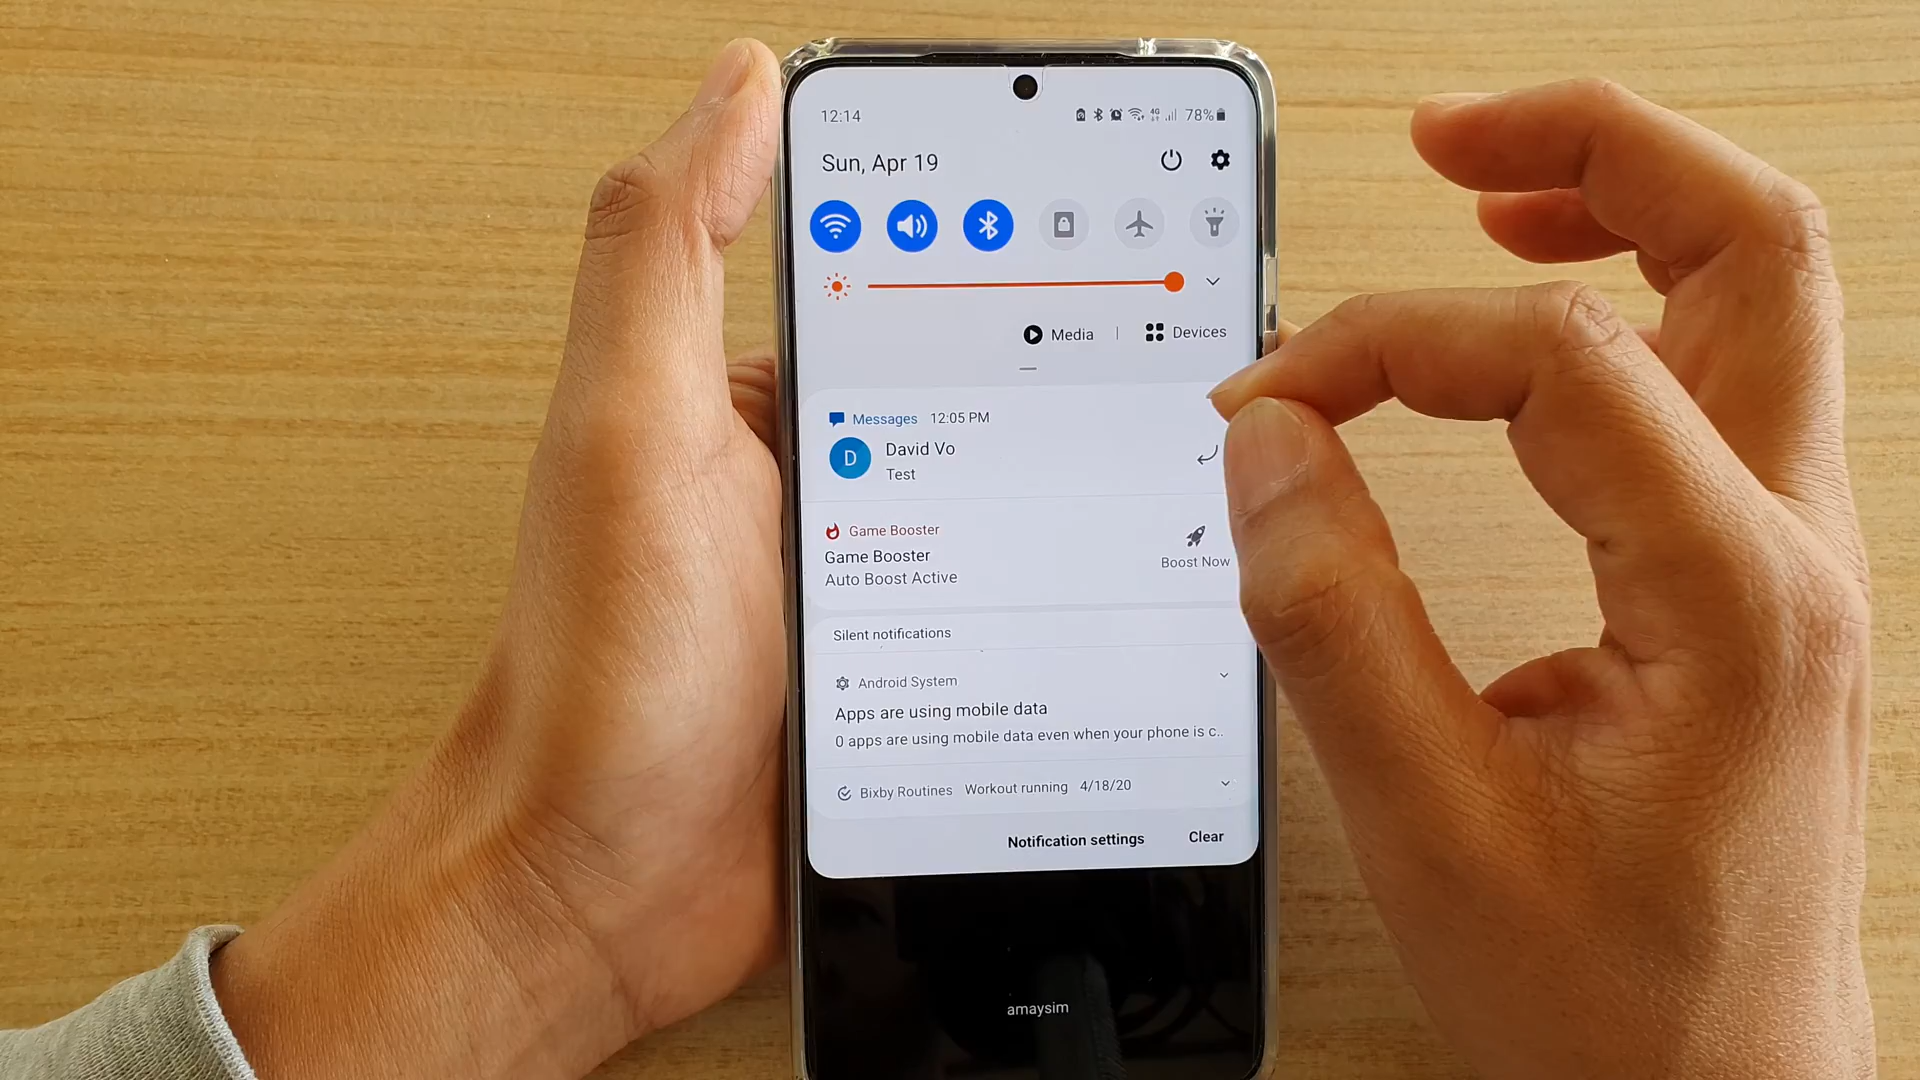 12:14
4G 78%
Sun, Apr 19
Media | Devices
Messages 12:05 PM
D
David Vo
Test
Game Booster
Game Booster
Auto Boost Active
Boost Now
Silent notifications
Android System
Apps are using mobile data
0 apps are using mobile data even when your phone is c..
Bixby Routines Workout running 4/18/20
Notification settings Clear
amaysim